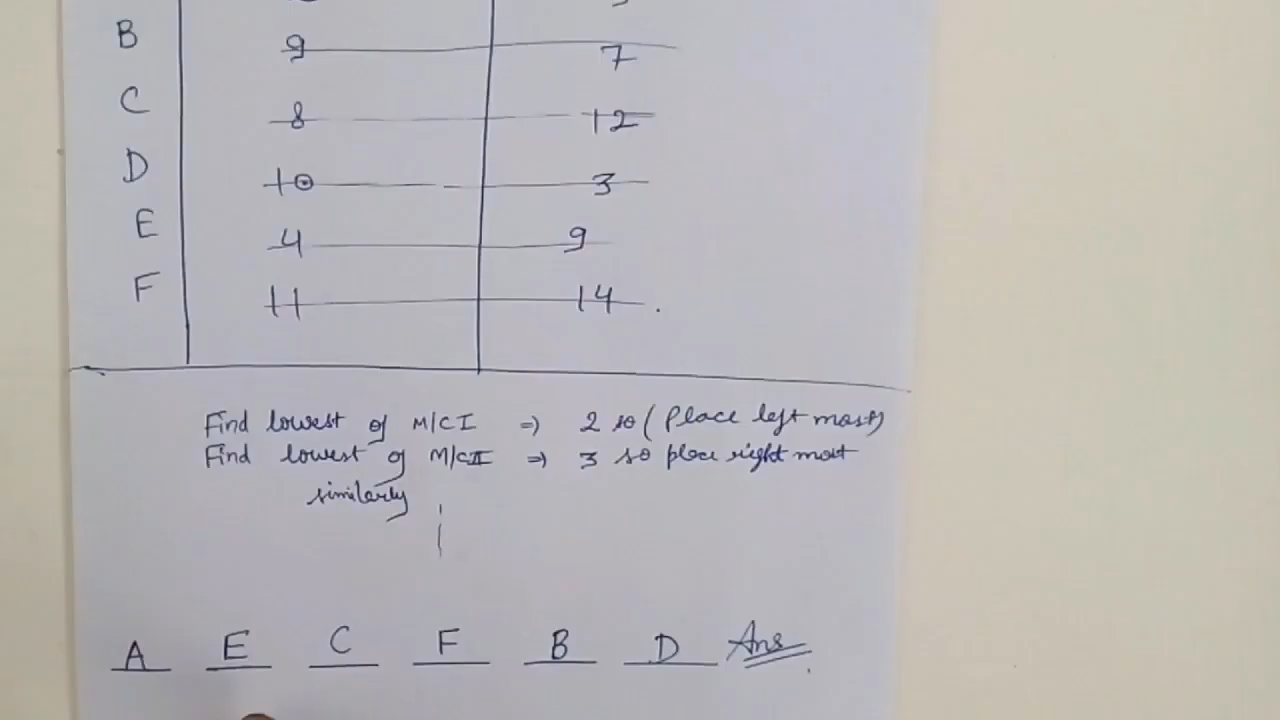 B 9 7
C 8 12
D 10 3
E 4 9
F 11 14 .
Find lowest of M/C I => 2 so (Place left most)
Find lowest of M/C II => 3 so place right most
similarly
A E C F B D Ans